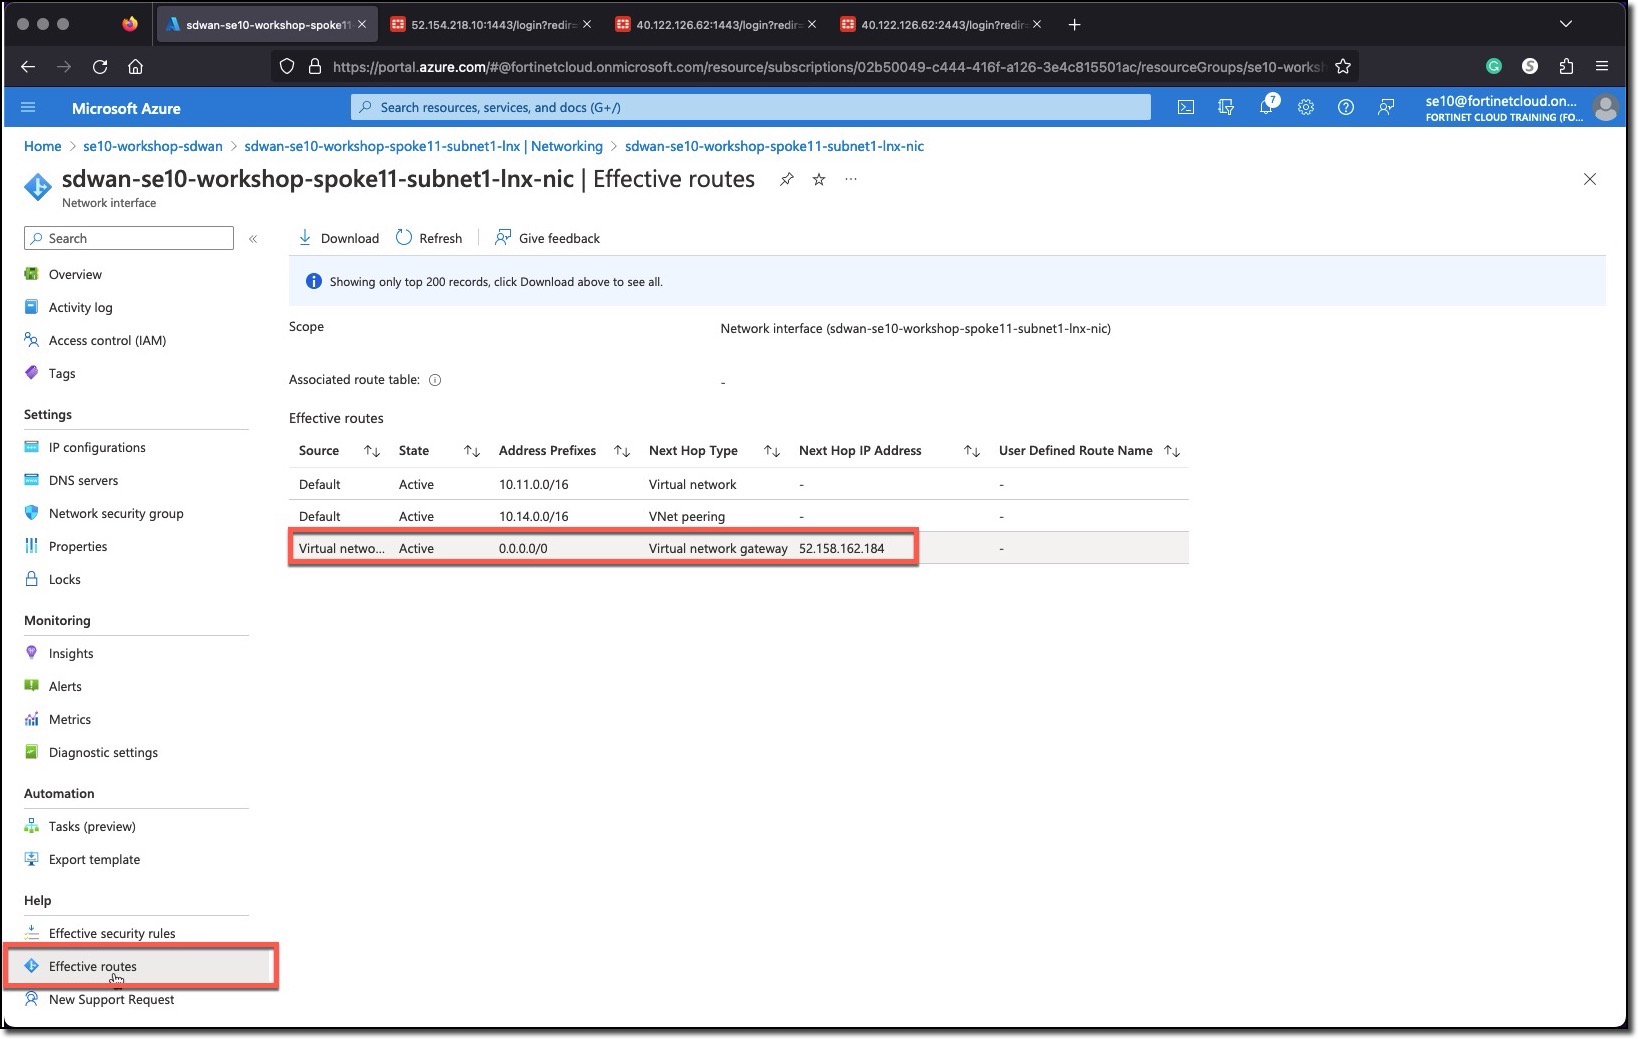 sdwan-se10-workshop-spoke11-
52.154.218.10:1443/login?redir=
40.122.126.62:1443/login?redir=
40.122.126.62:2443/login?redir=
https://portal.azure.com/#@fortinetcloud.onmicrosoft.com/resource/subscriptions/02b50049-c444-416f-a126-3e4c815501ac/resourceGroups/se10-works
Microsoft Azure
Search resources, services, and docs (G+/)
7
se10@fortinetcloud.on...
FORTINET CLOUD TRAINING (FO...
Home > se10-workshop-sdwan > sdwan-se10-workshop-spoke11-subnet1-lnx | Networking > sdwan-se10-workshop-spoke11-subnet1-lnx-nic
sdwan-se10-workshop-spoke11-subnet1-lnx-nic | Effective routes
Network interface
Search
Overview
Activity log
Access control (IAM)
Tags
Settings
IP configurations
DNS servers
Network security group
Properties
Locks
Monitoring
Insights
Alerts
Metrics
Diagnostic settings
Automation
Tasks (preview)
Export template
Help
Effective security rules
Effective routes
New Support Request
Download Refresh Give feedback
Showing only top 200 records, click Download above to see all.
Scope Network interface (sdwan-se10-workshop-spoke11-subnet1-lnx-nic)
Associated route table: -
Effective routes
Source State Address Prefixes Next Hop Type Next Hop IP Address User Defined Route Name
Default Active 10.11.0.0/16 Virtual network - -
Default Active 10.14.0.0/16 VNet peering - -
Virtual netwo... Active 0.0.0.0/0 Virtual network gateway 52.158.162.184 -